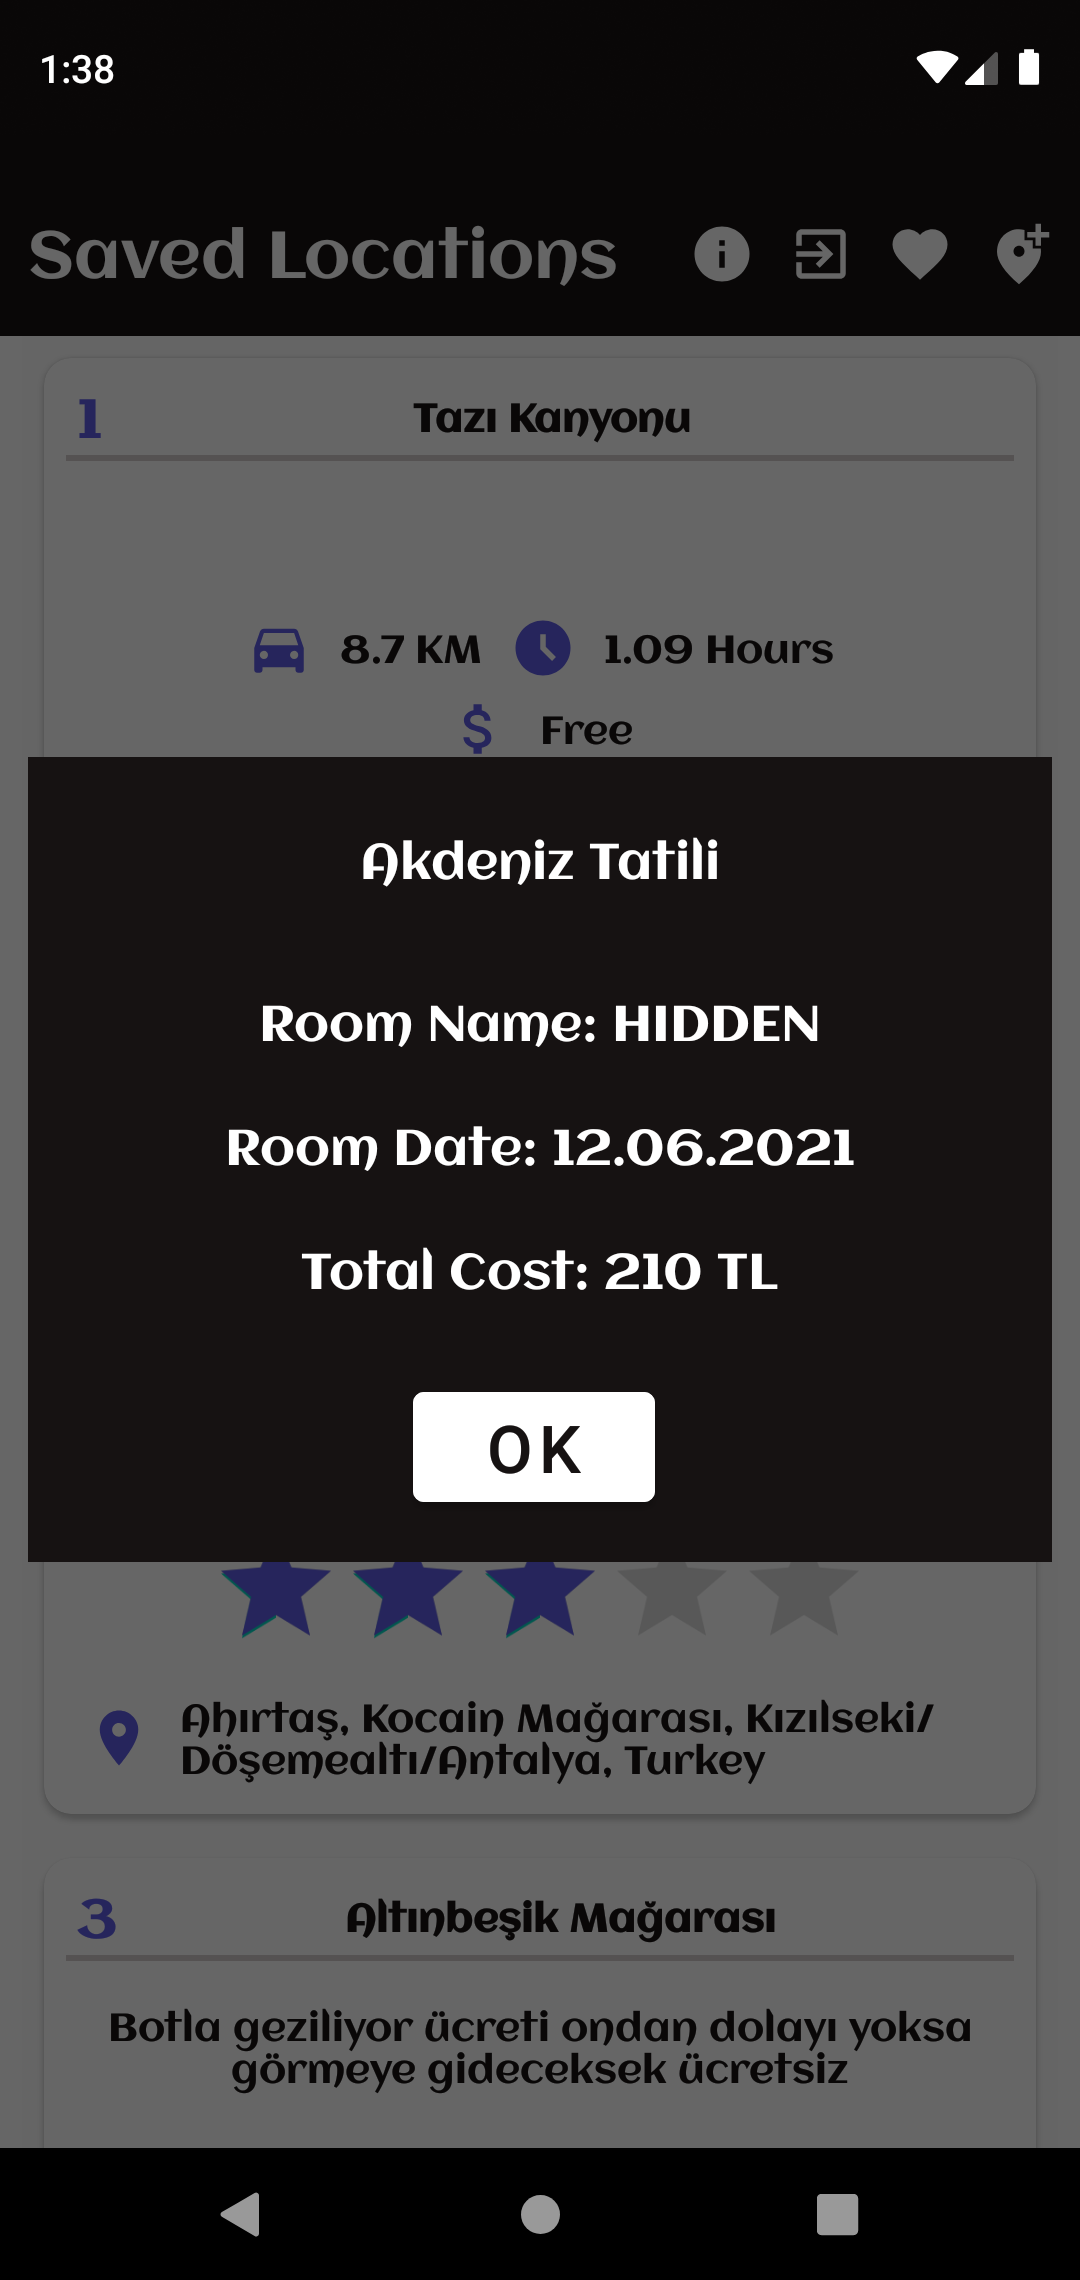 1:38
Saved Locations
1
Tazı Kanyonu
8.7 KM
1.09 Hours
Free
Akdeniz Tatili
Room Name: HIDDEN
Room Date: 12.06.2021
Total Cost: 210 TL
OK
Ahırtaş, Kocain Mağarası, Kızılseki/
Döşemealtı/Antalya, Turkey
3
Altınbeşik Mağarası
Botla geziliyor ücreti ondan dolayı yoksa
görmeye gideceksek ücretsiz